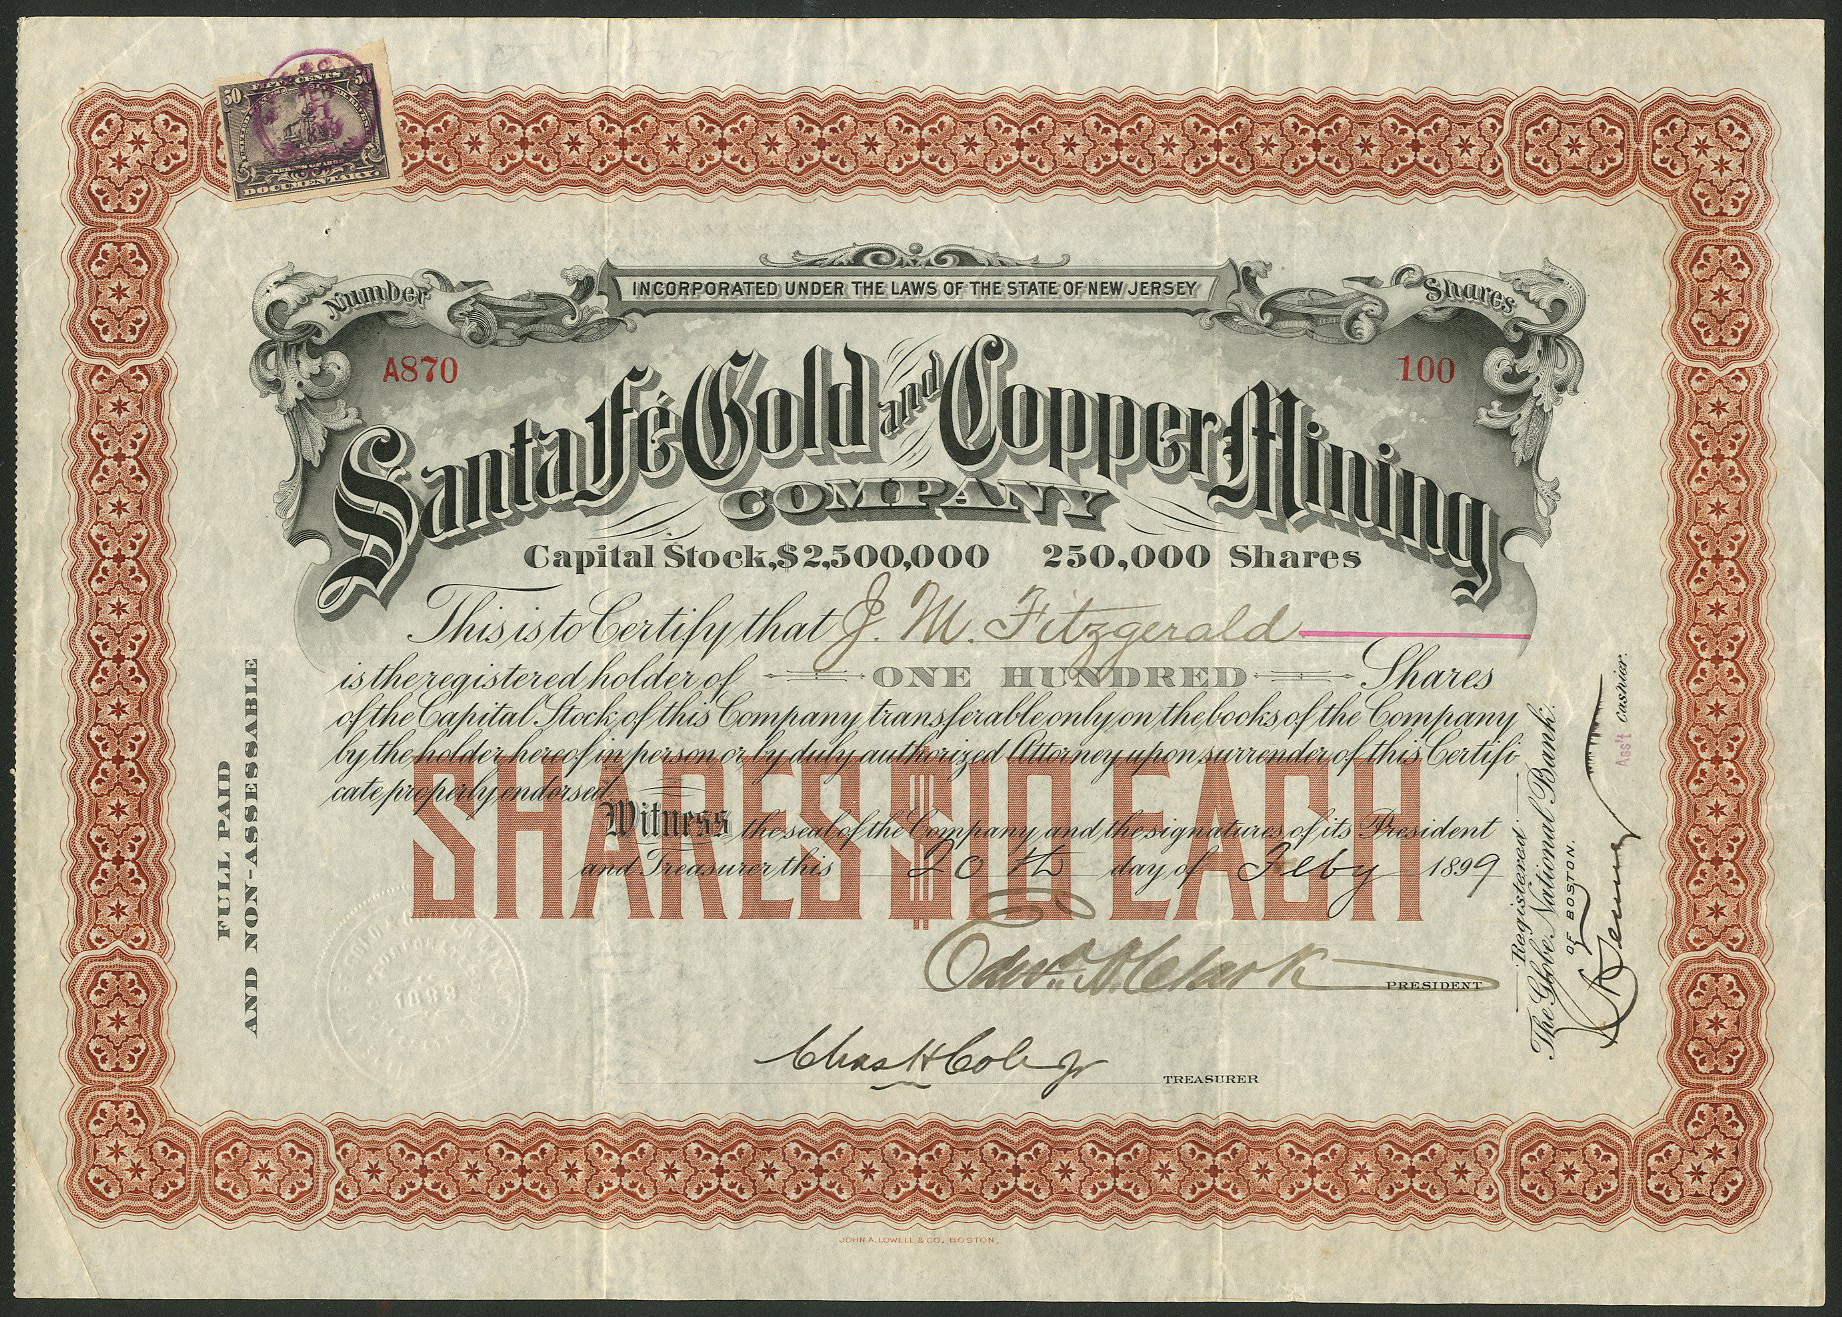 50 FIFTY CENTS 50
DOCUMENTARY
INCORPORATED UNDER THE LAWS OF THE STATE OF NEW JERSEY
Number
Shares
A870
100
Santa Fé Gold and Copper Mining
COMPANY
Capital Stock, $2,500,000 250,000 Shares
This is to Certify that J. M. Fitzgerald
is the registered holder of ONE HUNDRED Shares
of the Capital Stock of this Company transferable only on the books of the Company
by the holder hereof in person or by duly authorized Attorney upon surrender of this Certifi
cate properly endorsed
SHARES $10 EACH
Witness the seal of the Company and the signatures of its President
and Treasurer this 20th day of Feby 1899
PRESIDENT
Chas H Cole Jr
TREASURER
FULL PAID
AND NON-ASSESSABLE
Registered
The Globe National Bank.
OF BOSTON.
Ass't cashier.
JOHN A. LOWELL & CO. BOSTON.